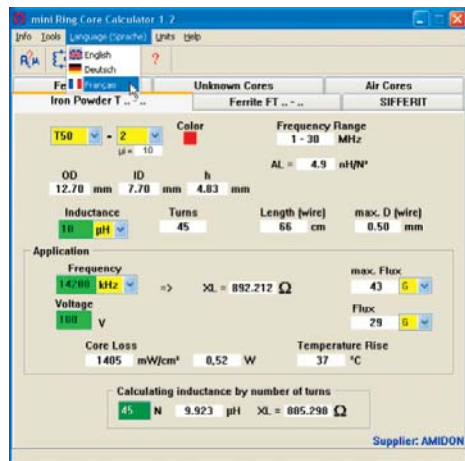 mini Ring Core Calculator 1.2
Info Tools Language (Sprache) Units Help
English
Deutsch
Français
?
Fe
Unknown Cores
Air Cores
Iron Powder T .. - ..
Ferrite FT .. - ..
SIFFERIT
T50 - 2
µi = 10
Color
Frequency Range
1 - 30 MHz
AL = 4.9 nH/N²
OD ID h
12.70 mm 7.70 mm 4.83 mm
Inductance Turns Length (wire) max. D (wire)
10 µH 45 66 cm 0.50 mm
Application
Frequency max. Flux
14200 kHz => XL = 892.212 Ω 43 G
Voltage Flux
100 V 29 G
Core Loss Temperature Rise
1405 mW/cm³ 0,52 W 37 °C
Calculating inductance by number of turns
45 N 9.923 µH XL = 885.298 Ω
Supplier: AMIDON